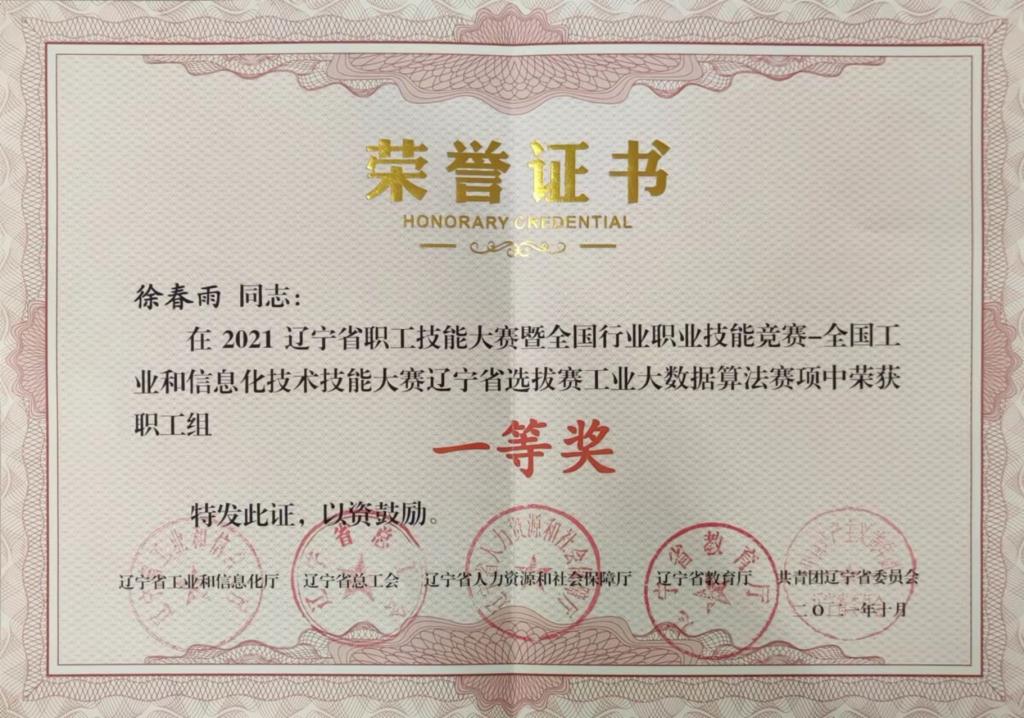 荣誉证书
HONORARY CREDENTIAL
徐春雨 同志：
在 2021 辽宁省职工技能大赛暨全国行业职业技能竞赛-全国工
业和信息化技术技能大赛辽宁省选拔赛工业大数据算法赛项中荣获
职工组
一等奖
特发此证，以资鼓励。
辽宁省工业和信息化厅 辽宁省总工会 辽宁省人力资源和社会保障厅 辽宁省教育厅 共青团辽宁省委员会
二〇二一年十月